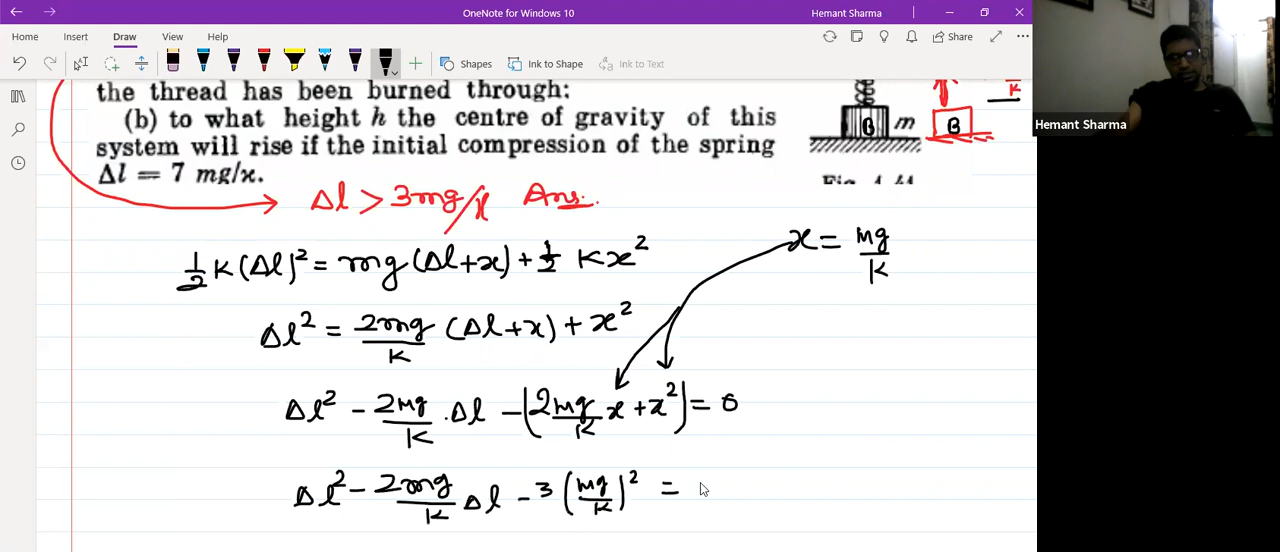 OneNote for Windows 10
Hemant Sharma
Home Insert Draw View Help
Share
Shapes Ink to Shape Ink to Text
the thread has been burned through:
(b) to what height h the centre of gravity of this
system will rise if the initial compression of the spring
Δl = 7 mg/ϰ.
B m
B
K
Δl > 3mg/ϰ Ans.
x = mg/K
1/2 K (Δl)² = mg (Δl+x) + 1/2 Kx²
Δl² = 2mg/K (Δl+x) + x²
Δl² - 2mg/K . Δl - (2mg/K x + x²) = 0
Δl² - 2mg/K Δl - 3 (mg/K)² =
Hemant Sharma